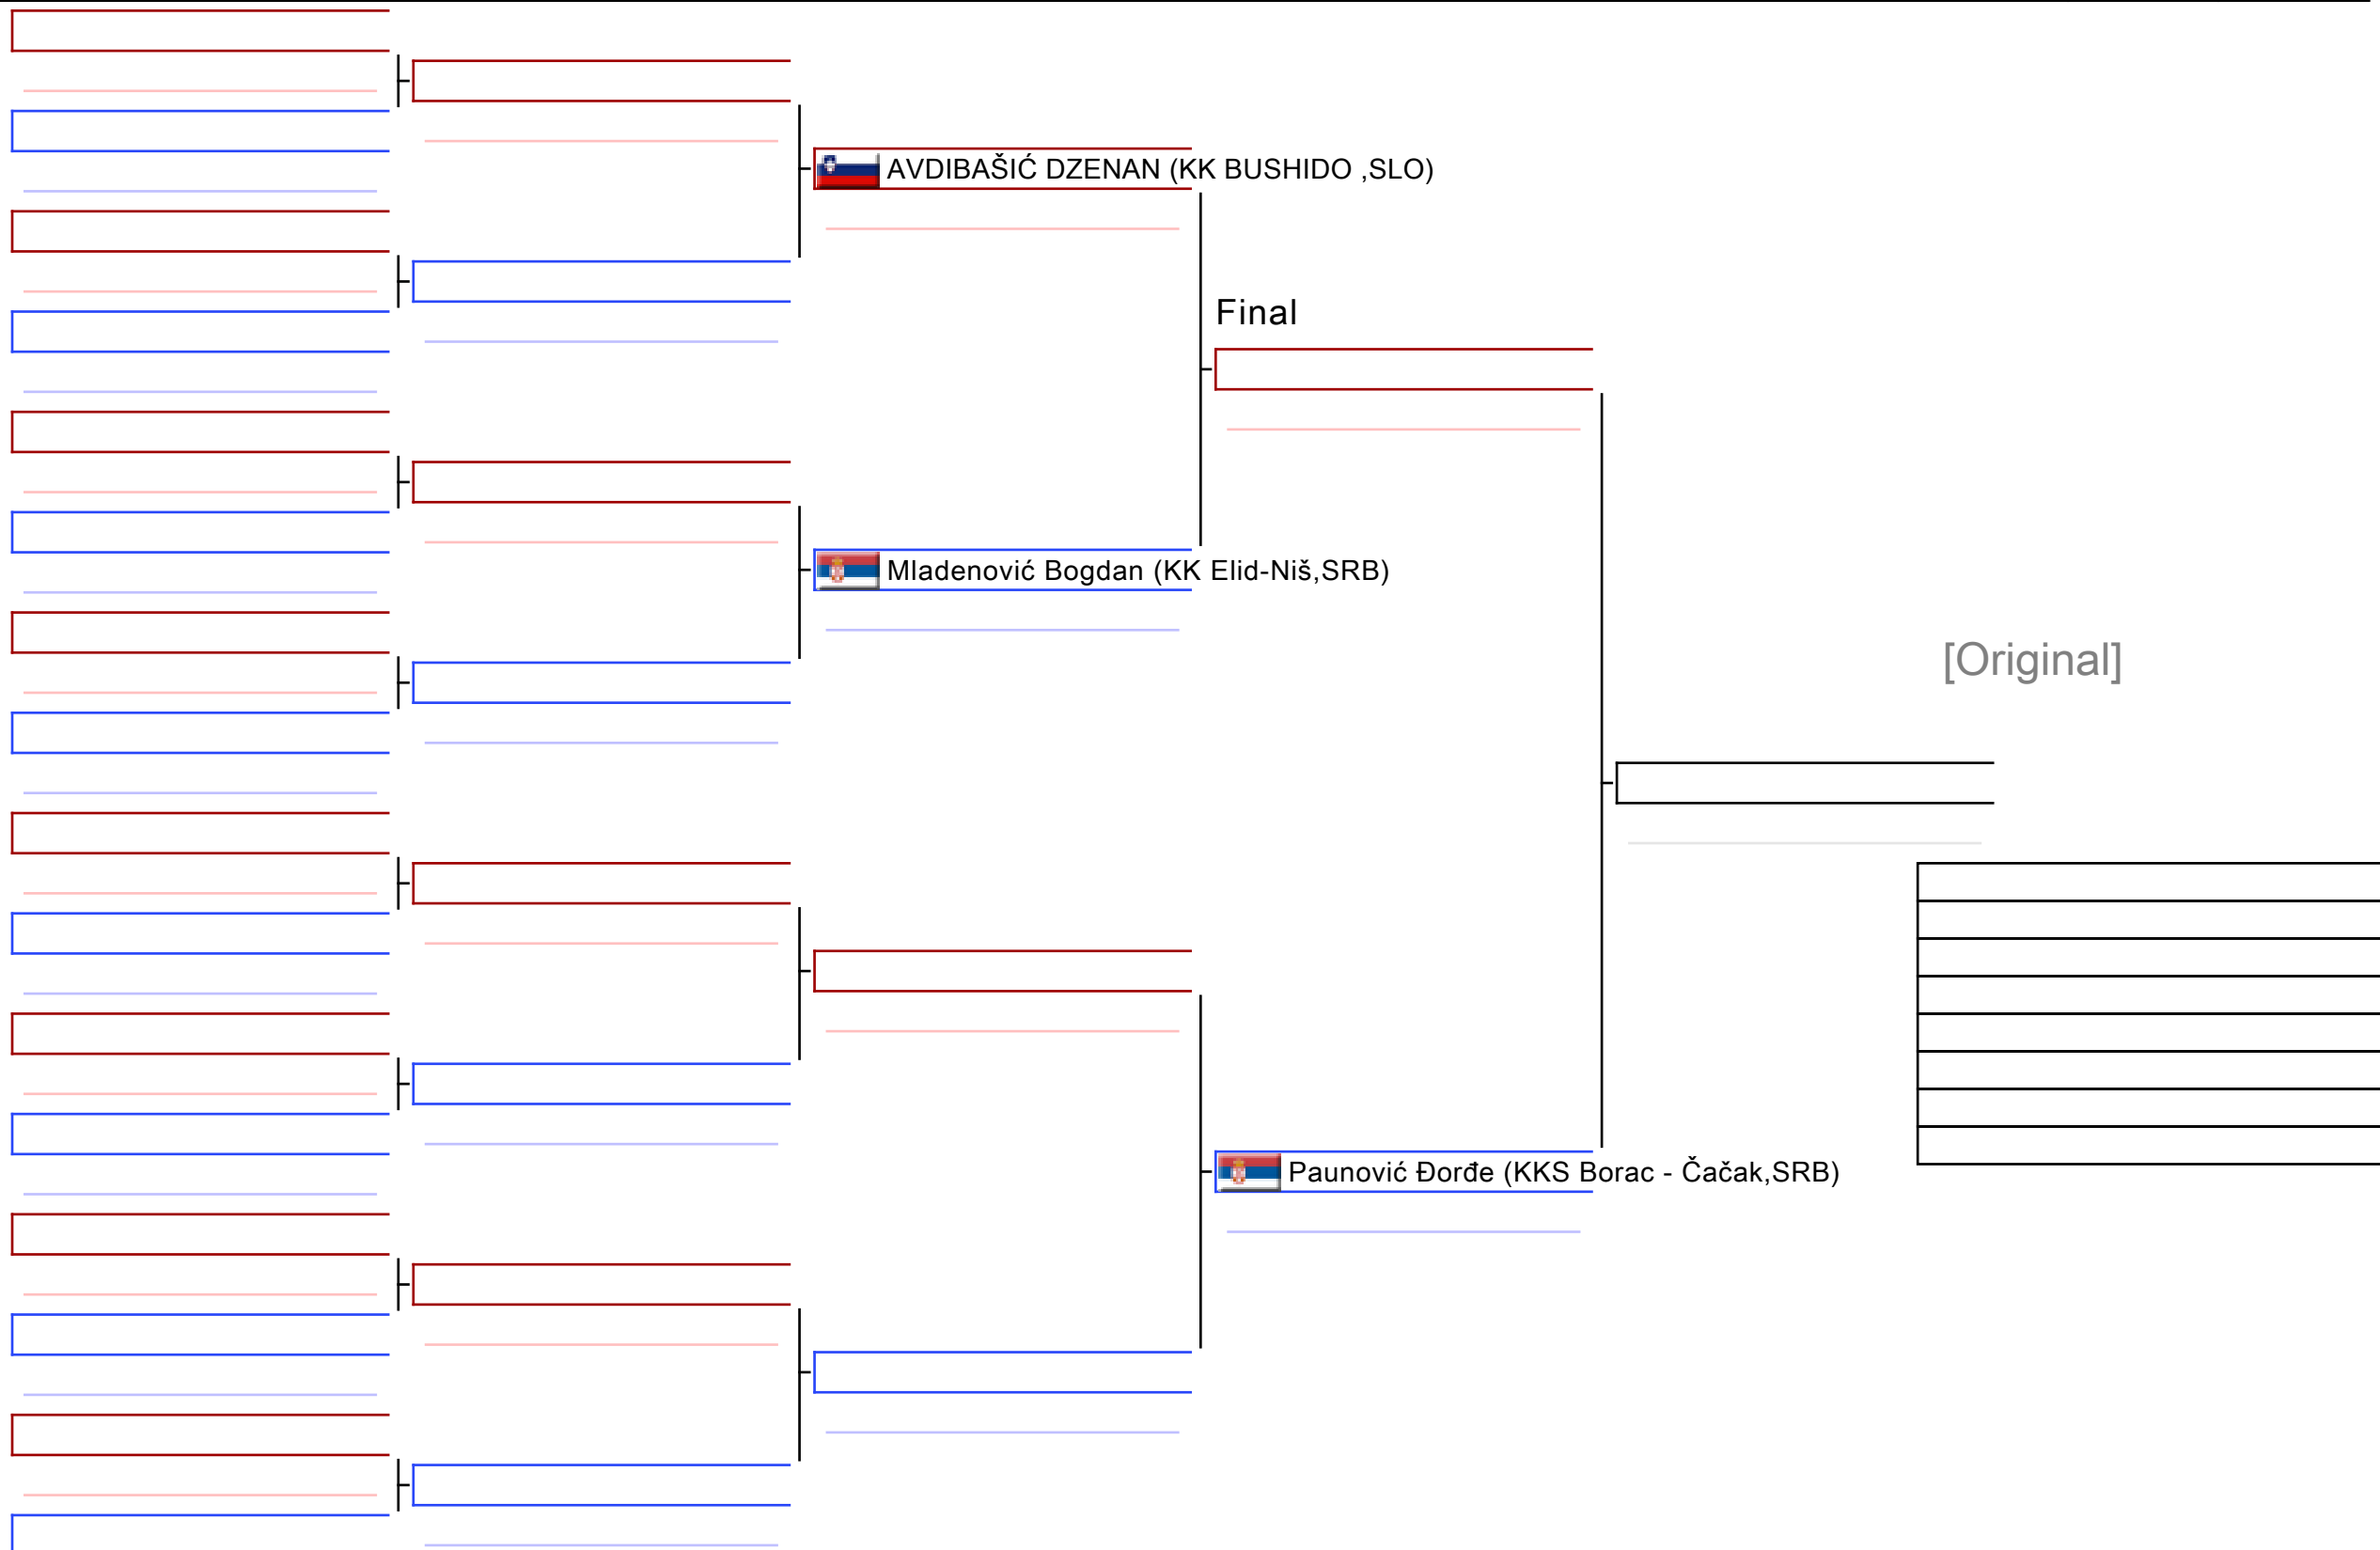 AVDIBAŠIĆ DZENAN (KK BUSHIDO ,SLO)
Final
Mladenović Bogdan (KK Elid-Niš,SRB)
[Original]
Paunović Đorđe (KKS Borac - Čačak,SRB)